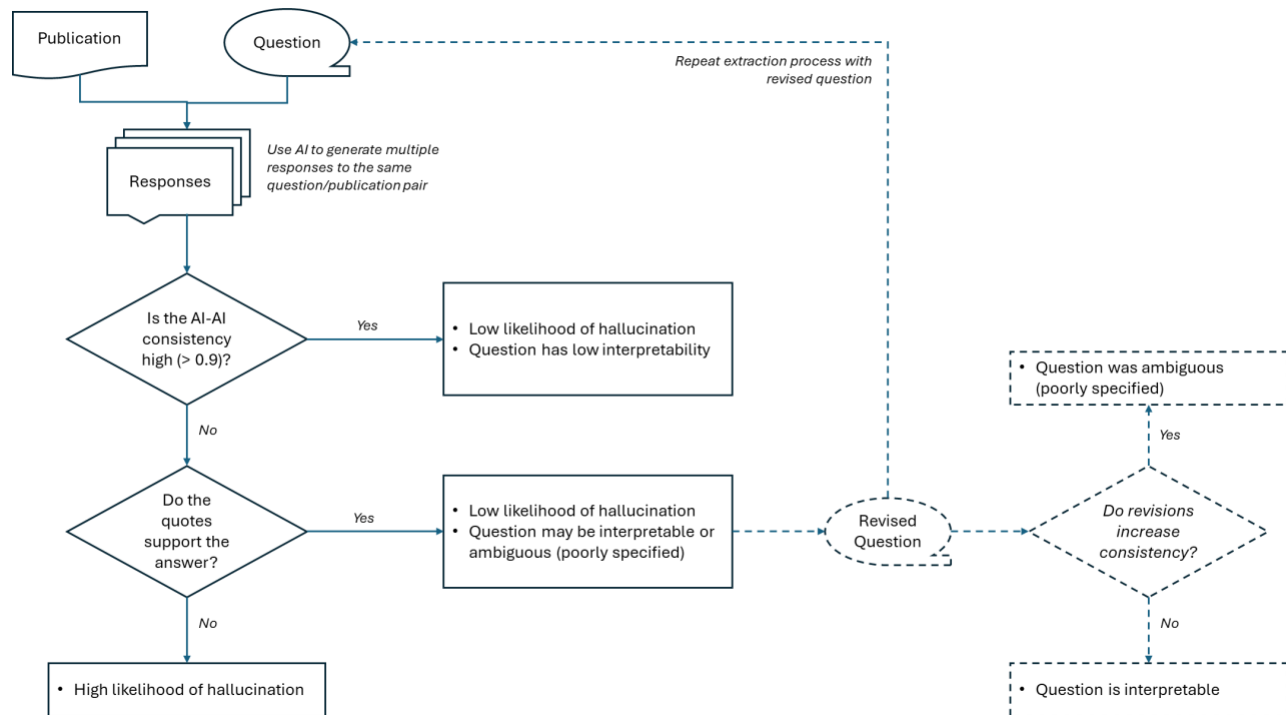 Publication
Question
Repeat extraction process with
revised question
Use AI to generate multiple
responses to the same
question/publication pair
Responses
Is the AI-AI
consistency
high (> 0.9)?
Yes
• Low likelihood of hallucination
• Question has low interpretability
• Question was ambiguous
(poorly specified)
No
Yes
Do the
quotes
support the
answer?
Yes
• Low likelihood of hallucination
• Question may be interpretable or
ambiguous (poorly specified)
Revised
Question
Do revisions
increase
consistency?
No
No
• High likelihood of hallucination
• Question is interpretable